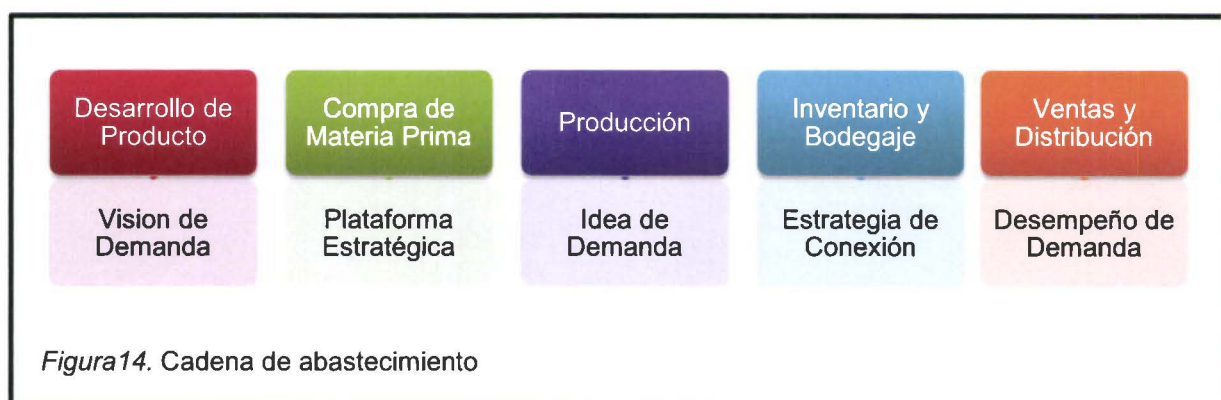 Desarrollo de
Producto
Compra de
Materia Prima
Producción
Inventario y
Bodegaje
Ventas y
Distribución
Vision de
Demanda
Plataforma
Estratégica
Idea de
Demanda
Estrategia de
Conexión
Desempeño de
Demanda
Figura14. Cadena de abastecimiento